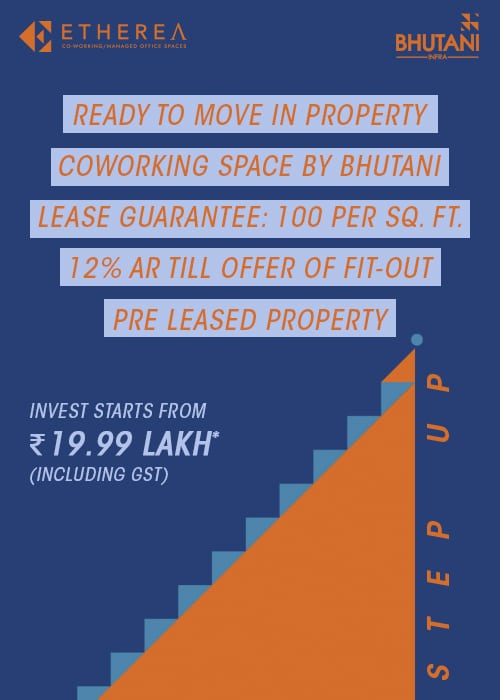 ETHEREA
CO-WORKING/MANAGED OFFICE SPACES
BHUTANI
INFRA
READY TO MOVE IN PROPERTY
COWORKING SPACE BY BHUTANI
LEASE GUARANTEE: 100 PER SQ. FT.
12% AR TILL OFFER OF FIT-OUT
PRE LEASED PROPERTY
INVEST STARTS FROM
₹19.99 LAKH*
(INCLUDING GST)
STEP UP